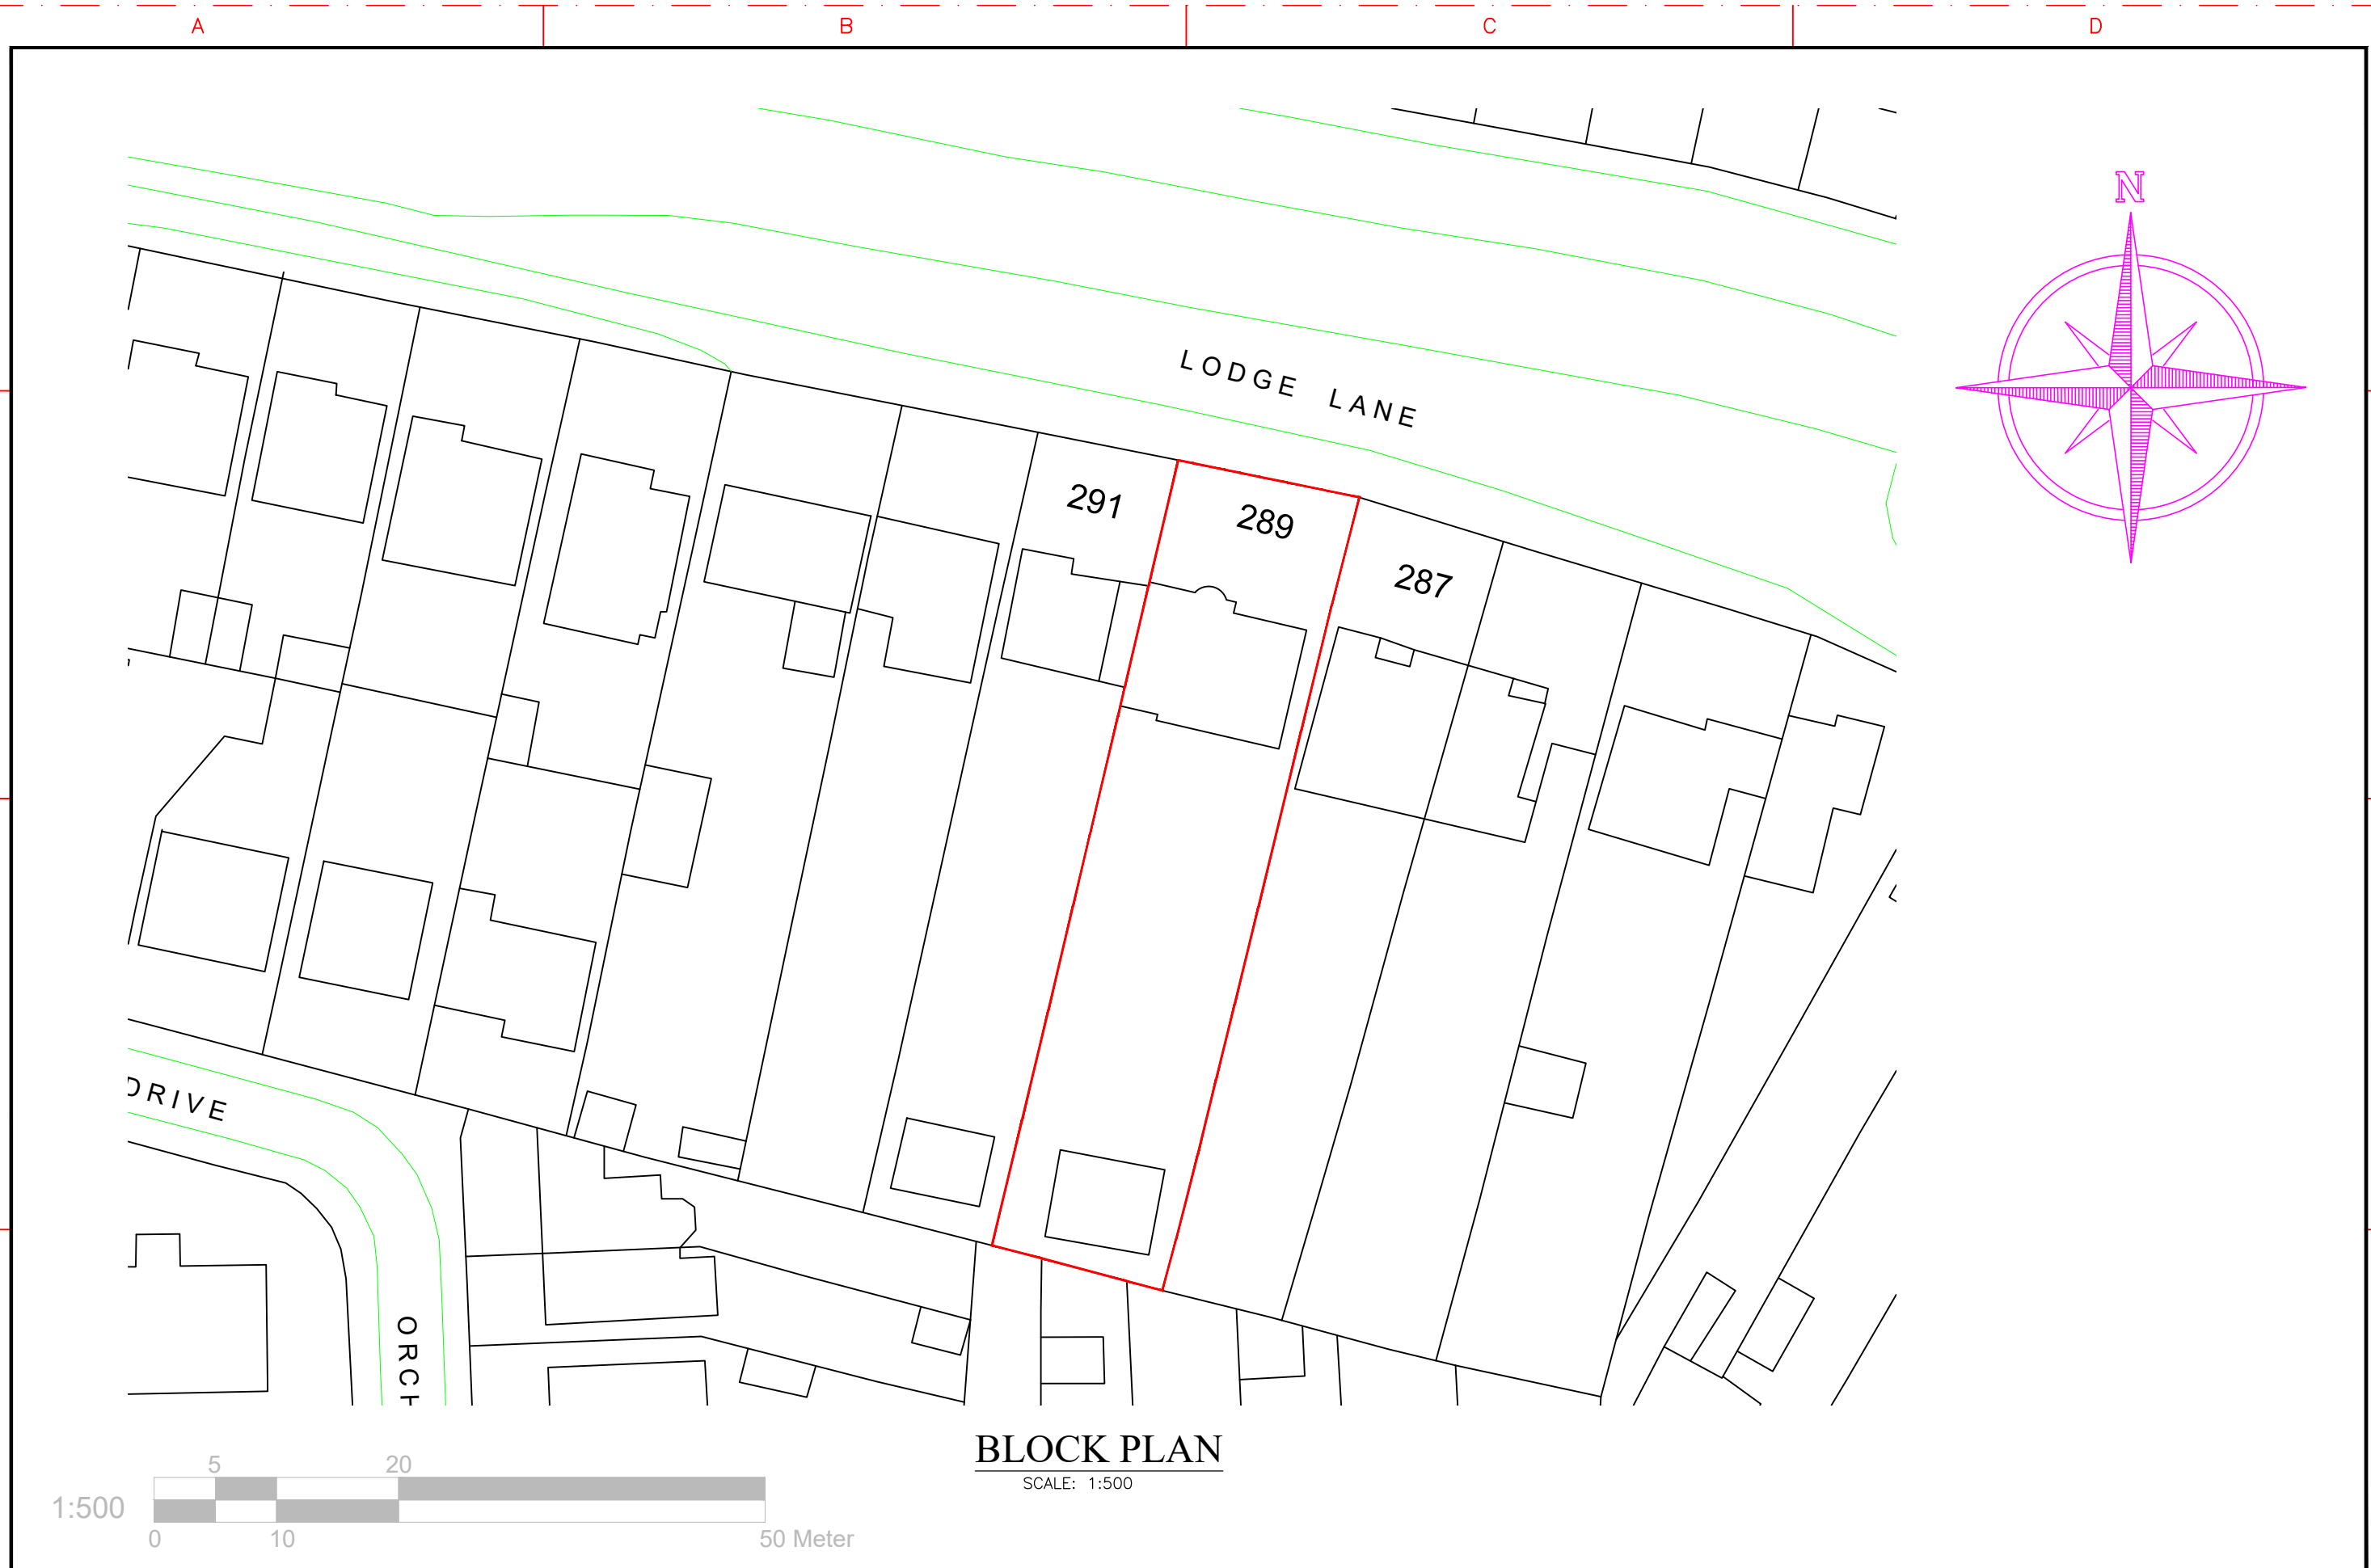 A B C D
N
LODGE LANE
291
289
287
DRIVE
ORCH
BLOCK PLAN
SCALE: 1:500
5 20
1:500
0 10 50 Meter